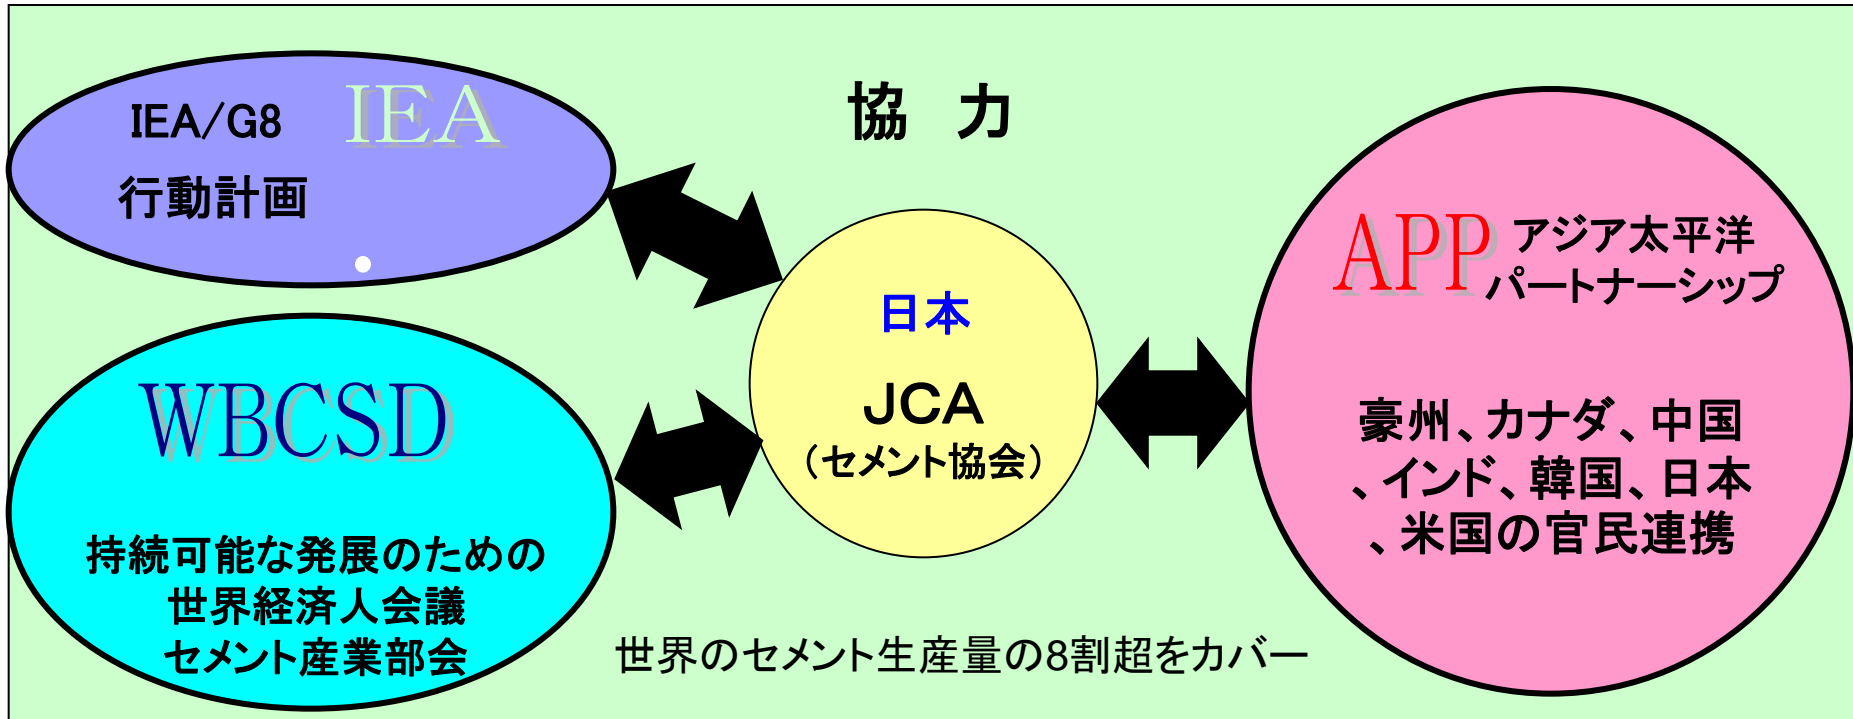 協 力
IEA/G8 IEA
行動計画
WBCSD
持続可能な発展のための
世界経済人会議
セメント産業部会
日本
JCA
(セメント協会)
APP アジア太平洋
パートナーシップ
豪州、カナダ、中国
、インド、韓国、日本
、米国の官民連携
世界のセメント生産量の8割超をカバー